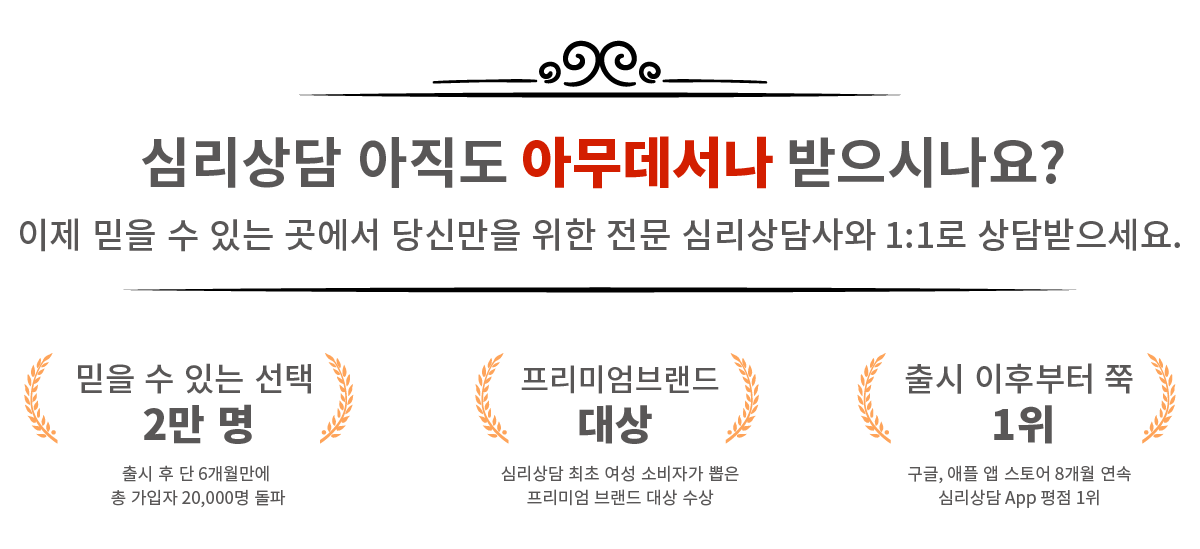 심리상담 아직도 아무데서나 받으시나요?
이제 믿을 수 있는 곳에서 당신만을 위한 전문 심리상담사와 1:1로 상담받으세요.
믿을 수 있는 선택
2만 명
출시 후 단 6개월만에
총 가입자 20,000명 돌파
프리미엄브랜드
대상
심리상담 최초 여성 소비자가 뽑은
프리미엄 브랜드 대상 수상
출시 이후부터 쭉
1위
구글, 애플 앱 스토어 8개월 연속
심리상담 App 평점 1위